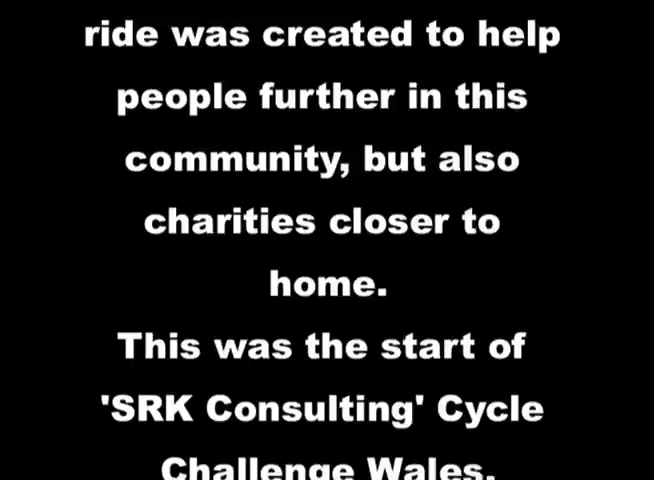 ride was created to help
people further in this
community, but also
charities closer to
home.
This was the start of
'SRK Consulting' Cycle
Challenge Wales.